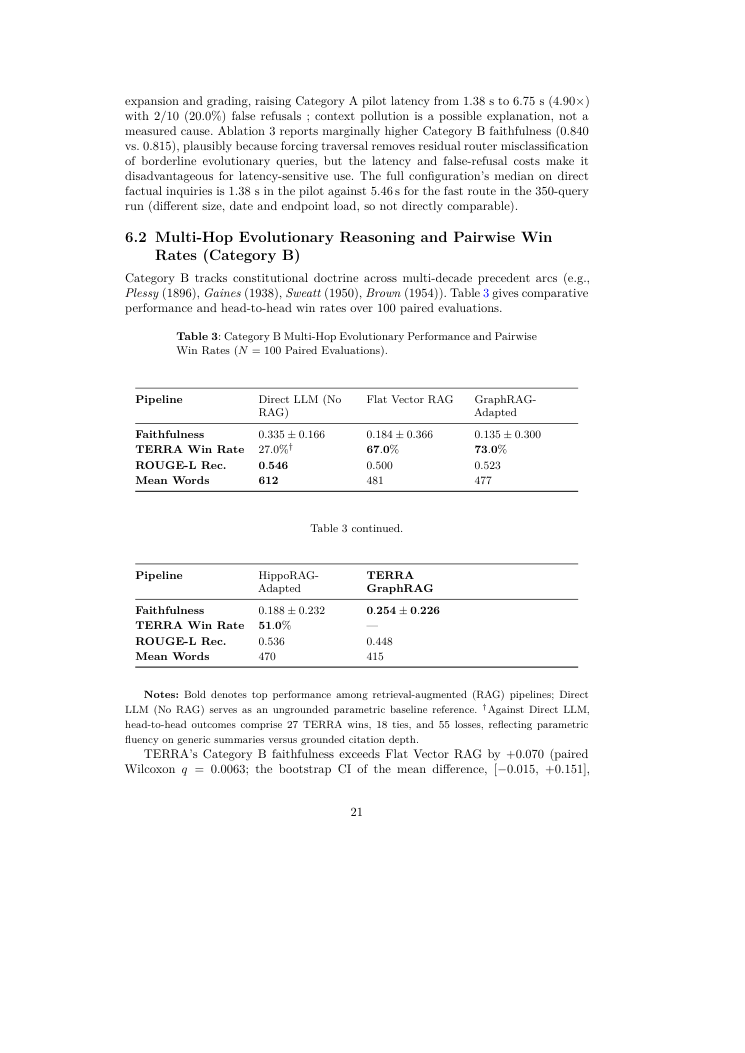 expansion and grading, raising Category A pilot latency from 1.38 s to 6.75 s (4.90×)
with 2/10 (20.0%) false refusals ; context pollution is a possible explanation, not a
measured cause. Ablation 3 reports marginally higher Category B faithfulness (0.840
vs. 0.815), plausibly because forcing traversal removes residual router misclassification
of borderline evolutionary queries, but the latency and false-refusal costs make it
disadvantageous for latency-sensitive use. The full configuration's median on direct
factual inquiries is 1.38 s in the pilot against 5.46 s for the fast route in the 350-query
run (different size, date and endpoint load, so not directly comparable).
6.2 Multi-Hop Evolutionary Reasoning and Pairwise Win
Rates (Category B)
Category B tracks constitutional doctrine across multi-decade precedent arcs (e.g.,
Plessy (1896), Gaines (1938), Sweatt (1950), Brown (1954)). Table 3 gives comparative
performance and head-to-head win rates over 100 paired evaluations.
Table 3: Category B Multi-Hop Evolutionary Performance and Pairwise
Win Rates (N = 100 Paired Evaluations).
Pipeline Direct LLM (No Flat Vector RAG GraphRAG-
RAG) Adapted
Faithfulness 0.335 ± 0.166 0.184 ± 0.366 0.135 ± 0.300
TERRA Win Rate 27.0%† 67.0% 73.0%
ROUGE-L Rec. 0.546 0.500 0.523
Mean Words 612 481 477
Table 3 continued.
Pipeline HippoRAG- TERRA
Adapted GraphRAG
Faithfulness 0.188 ± 0.232 0.254 ± 0.226
TERRA Win Rate 51.0% —
ROUGE-L Rec. 0.536 0.448
Mean Words 470 415
Notes: Bold denotes top performance among retrieval-augmented (RAG) pipelines; Direct
LLM (No RAG) serves as an ungrounded parametric baseline reference. †Against Direct LLM,
head-to-head outcomes comprise 27 TERRA wins, 18 ties, and 55 losses, reflecting parametric
fluency on generic summaries versus grounded citation depth.
TERRA's Category B faithfulness exceeds Flat Vector RAG by +0.070 (paired
Wilcoxon q = 0.0063; the bootstrap CI of the mean difference, [−0.015, +0.151],
21